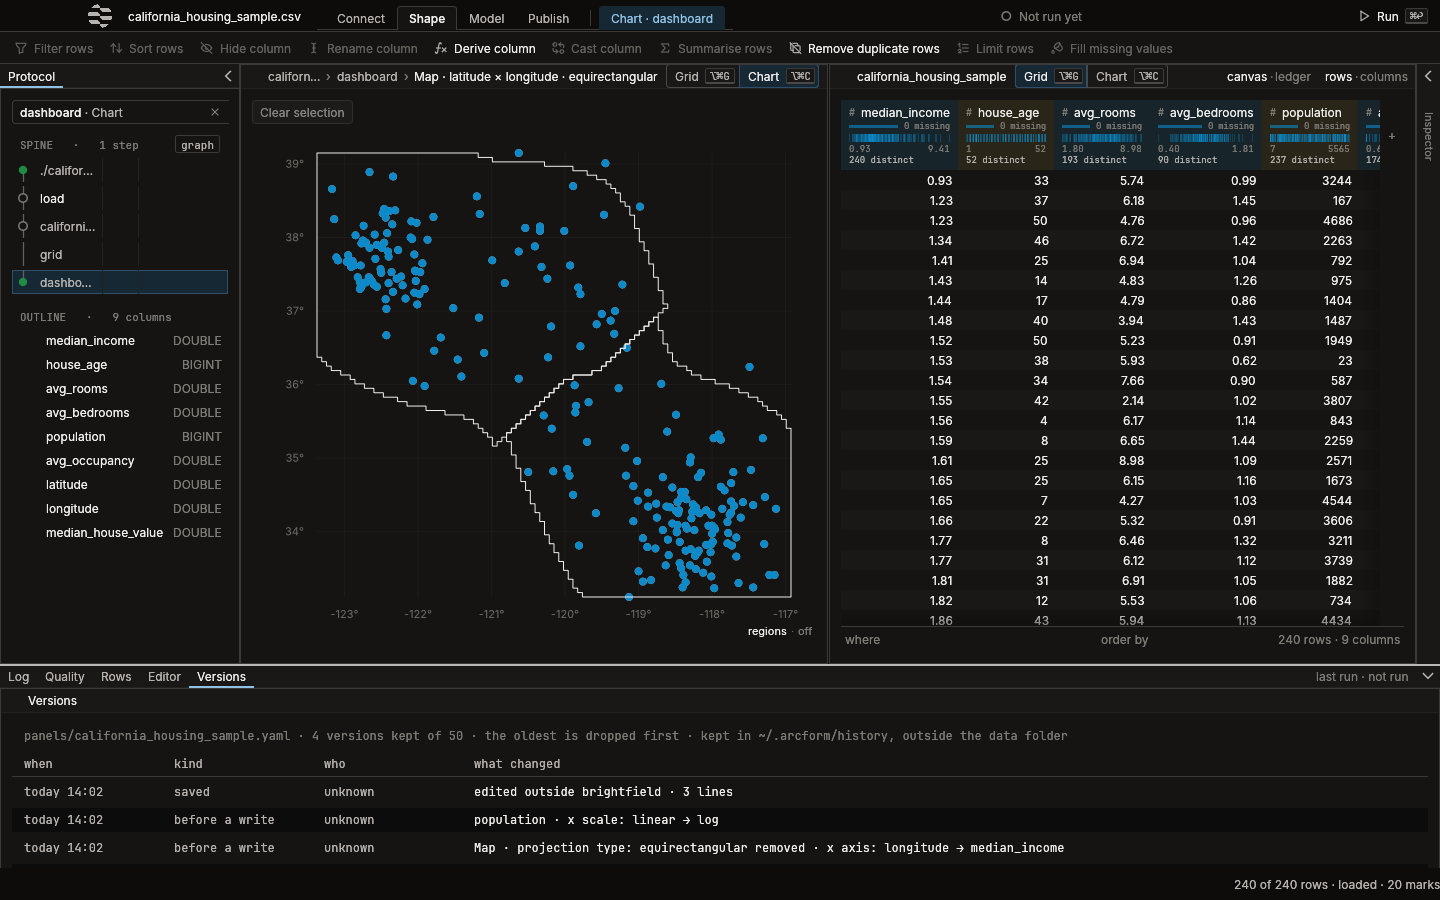 california_housing_sample.csv Connect Shape Model Publish Chart · dashboard Not run yet Run
Filter rows Sort rows Hide column Rename column Derive column Cast column Summarise rows Remove duplicate rows Limit rows Fill missing values
Protocol
californ... › dashboard › Map · latitude × longitude · equirectangular Grid ⌥⌘G Chart ⌥⌘C
california_housing_sample Grid ⌥⌘G Chart ⌥⌘C canvas · ledger rows · columns
dashboard · Chart ×
SPINE · 1 step graph
./califor...
load
californi...
grid
dashbo...
OUTLINE · 9 columns
median_income DOUBLE
house_age BIGINT
avg_rooms DOUBLE
avg_bedrooms DOUBLE
population BIGINT
avg_occupancy DOUBLE
latitude DOUBLE
longitude DOUBLE
median_house_value DOUBLE
Clear selection
39°
38°
37°
36°
35°
34°
-123° -122° -121° -120° -119° -118° -117°
regions · off
# median_income # house_age # avg_rooms # avg_bedrooms # population #
0 missing 0 missing 0 missing 0 missing 0 missing
0.93 9.41 1 52 1.80 8.98 0.40 1.81 7 5565
240 distinct 52 distinct 193 distinct 90 distinct 237 distinct 174
+
0.93 33 5.74 0.99 3244
1.23 37 6.18 1.45 167
1.23 50 4.76 0.96 4686
1.34 46 6.72 1.42 2263
1.41 25 6.94 1.04 792
1.43 14 4.83 1.26 975
1.44 17 4.79 0.86 1404
1.48 40 3.94 1.43 1487
1.52 50 5.23 0.91 1949
1.53 38 5.93 0.62 23
1.54 34 7.66 0.90 587
1.55 42 2.14 1.02 3807
1.56 4 6.17 1.14 843
1.59 8 6.65 1.44 2259
1.61 25 8.98 1.09 2571
1.65 25 6.15 1.16 1673
1.65 7 4.27 1.03 4544
1.66 22 5.32 0.91 3606
1.77 8 6.46 1.32 3211
1.77 31 6.12 1.12 3739
1.81 31 6.91 1.05 1882
1.82 12 5.53 1.06 734
1.86 43 5.94 1.13 4434
where order by 240 rows · 9 columns
Inspector
Log Quality Rows Editor Versions last run · not run
Versions
panels/california_housing_sample.yaml · 4 versions kept of 50 · the oldest is dropped first · kept in ~/.arcform/history, outside the data folder
when kind who what changed
today 14:02 saved unknown edited outside brightfield · 3 lines
today 14:02 before a write unknown population · x scale: linear → log
today 14:02 before a write unknown Map · projection type: equirectangular removed · x axis: longitude → median_income
240 of 240 rows · loaded · 20 marks